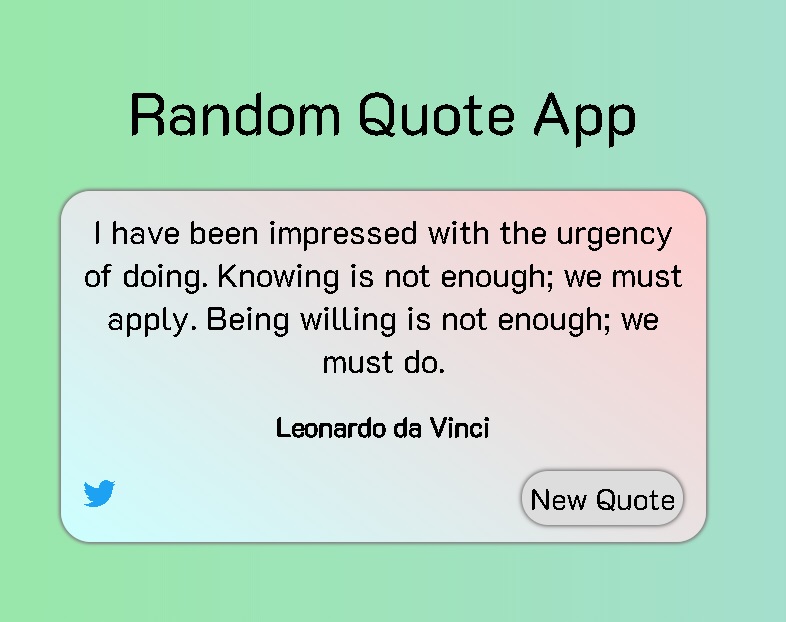 Random Quote App
I have been impressed with the urgency
of doing. Knowing is not enough; we must
apply. Being willing is not enough; we
must do.
Leonardo da Vinci
New Quote